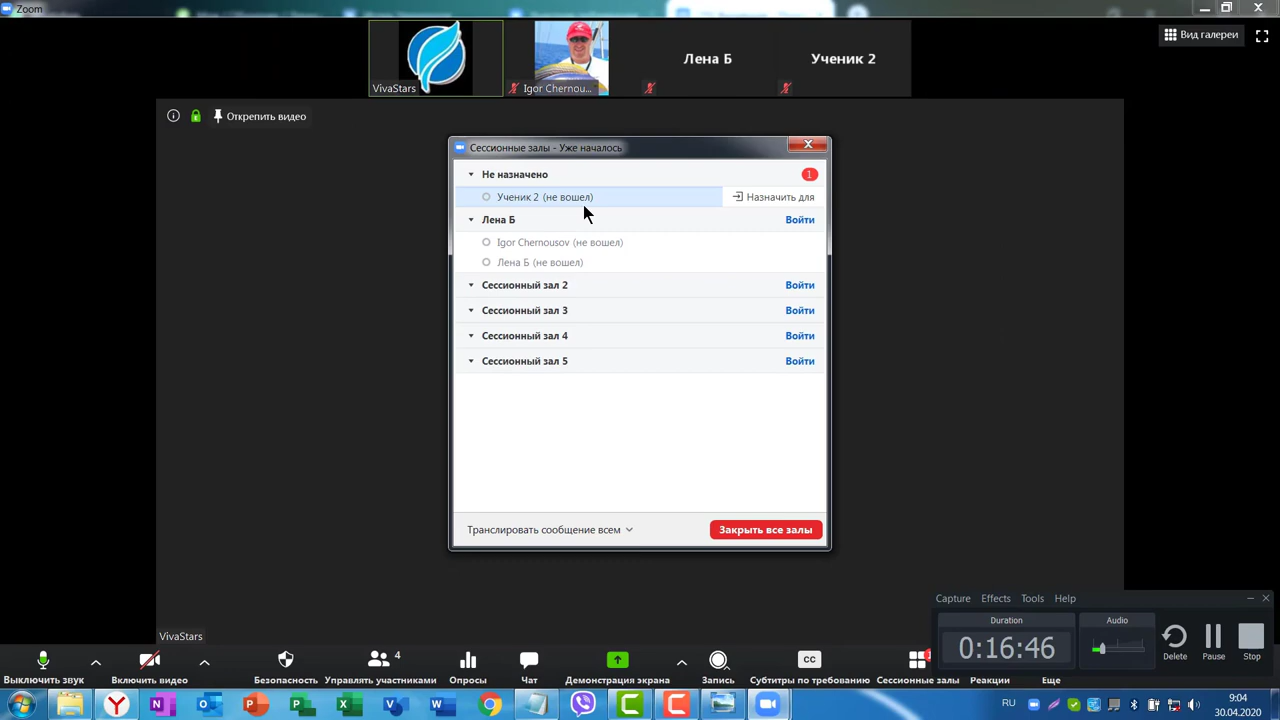 Zoom
VivaStars
Igor Chernou...
Лена Б
Ученик 2
Вид галереи
Открепить видео
Сессионные залы - Уже началось
Не назначено
1
Ученик 2 (не вошел)
Назначить для
Лена Б
Войти
Igor Chernousov (не вошел)
Лена Б (не вошел)
Сессионный зал 2
Войти
Сессионный зал 3
Войти
Сессионный зал 4
Войти
Сессионный зал 5
Войти
Транслировать сообщение всем
Закрыть все залы
Capture Effects Tools Help
Duration
Audio
0:16:46
Delete
Pause
Stop
VivaStars
4
CC
Выключить звук
Включить видео
Безопасность
Управлять участниками
Опросы
Чат
Демонстрация экрана
Запись
Субтитры по требованию
Сессионные залы
Реакции
Еще
RU
9:04
30.04.2020